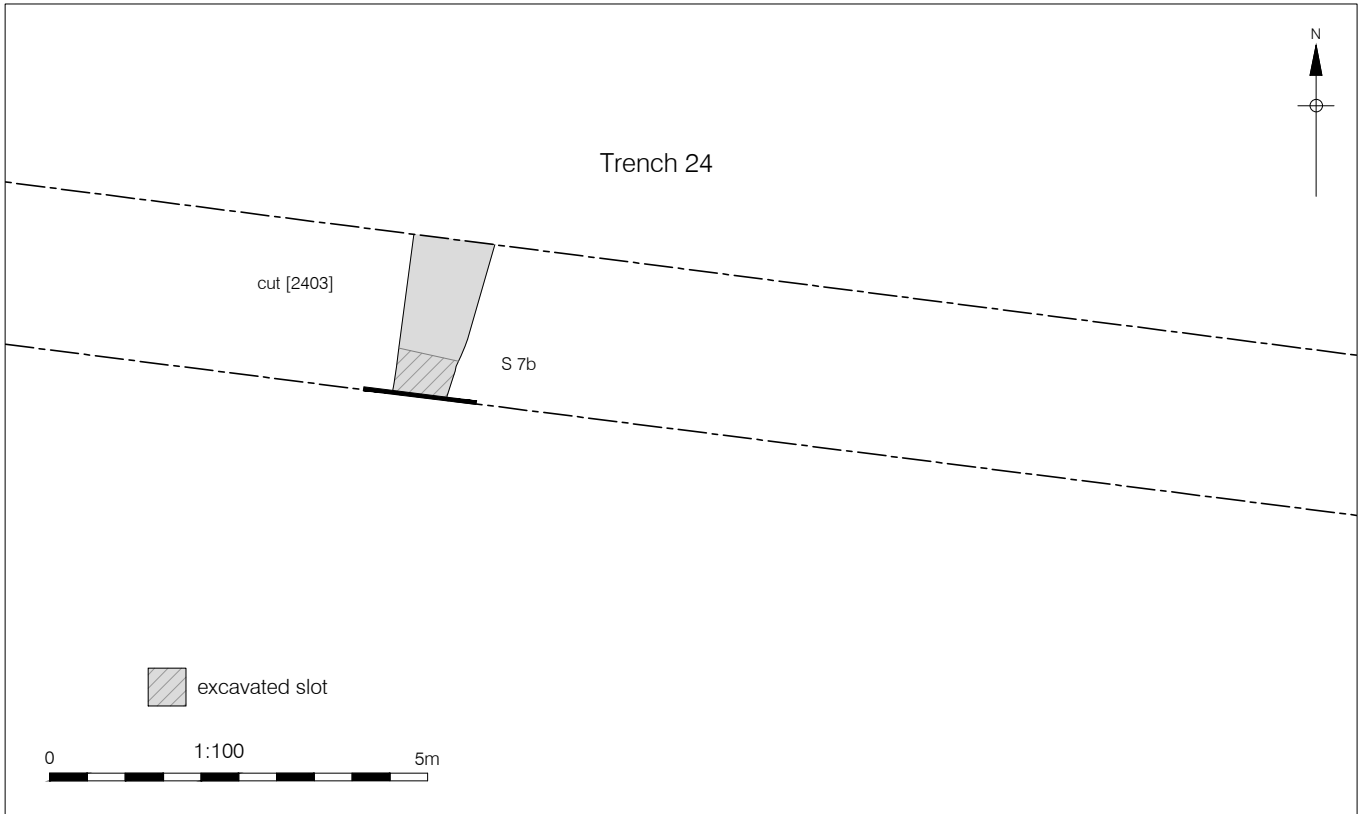 N
Trench 24
cut [2403]
S 7b
excavated slot
0 1:100 5m